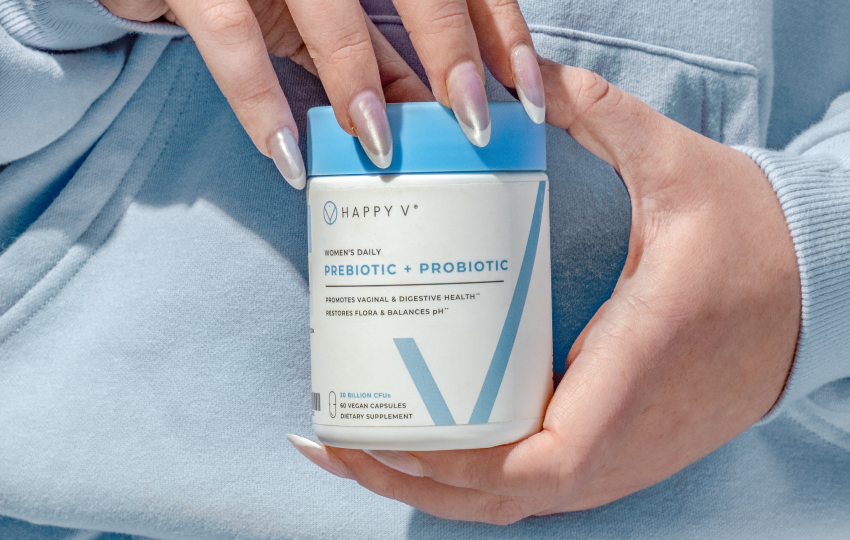 HAPPY V®
WOMEN'S DAILY
PREBIOTIC + PROBIOTIC
PROMOTES VAGINAL & DIGESTIVE HEALTH**
RESTORES FLORA & BALANCES pH**
BILLION CFUs
60 VEGAN CAPSULES
DIETARY SUPPLEMENT